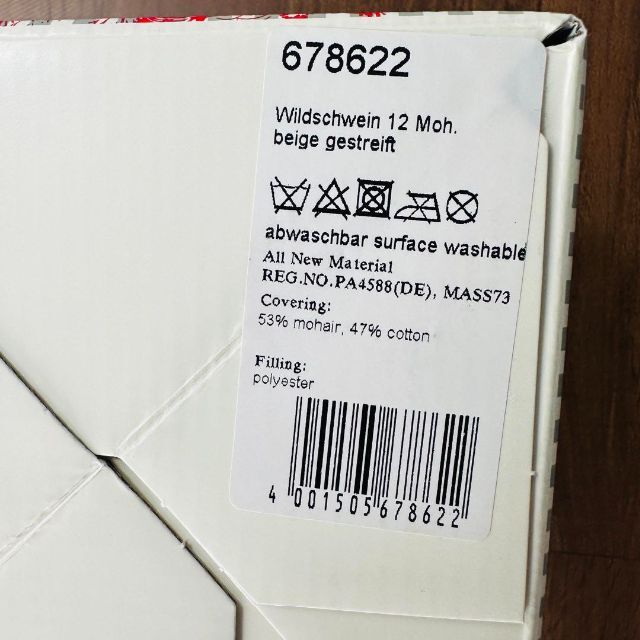 678622
Wildschwein 12 Moh.
beige gestreift
abwaschbar surface washable
All New Material
REG.NO.PA4588(DE), MASS73
Covering:
53% mohair, 47% cotton
Filling:
polyester
4 001505 678622